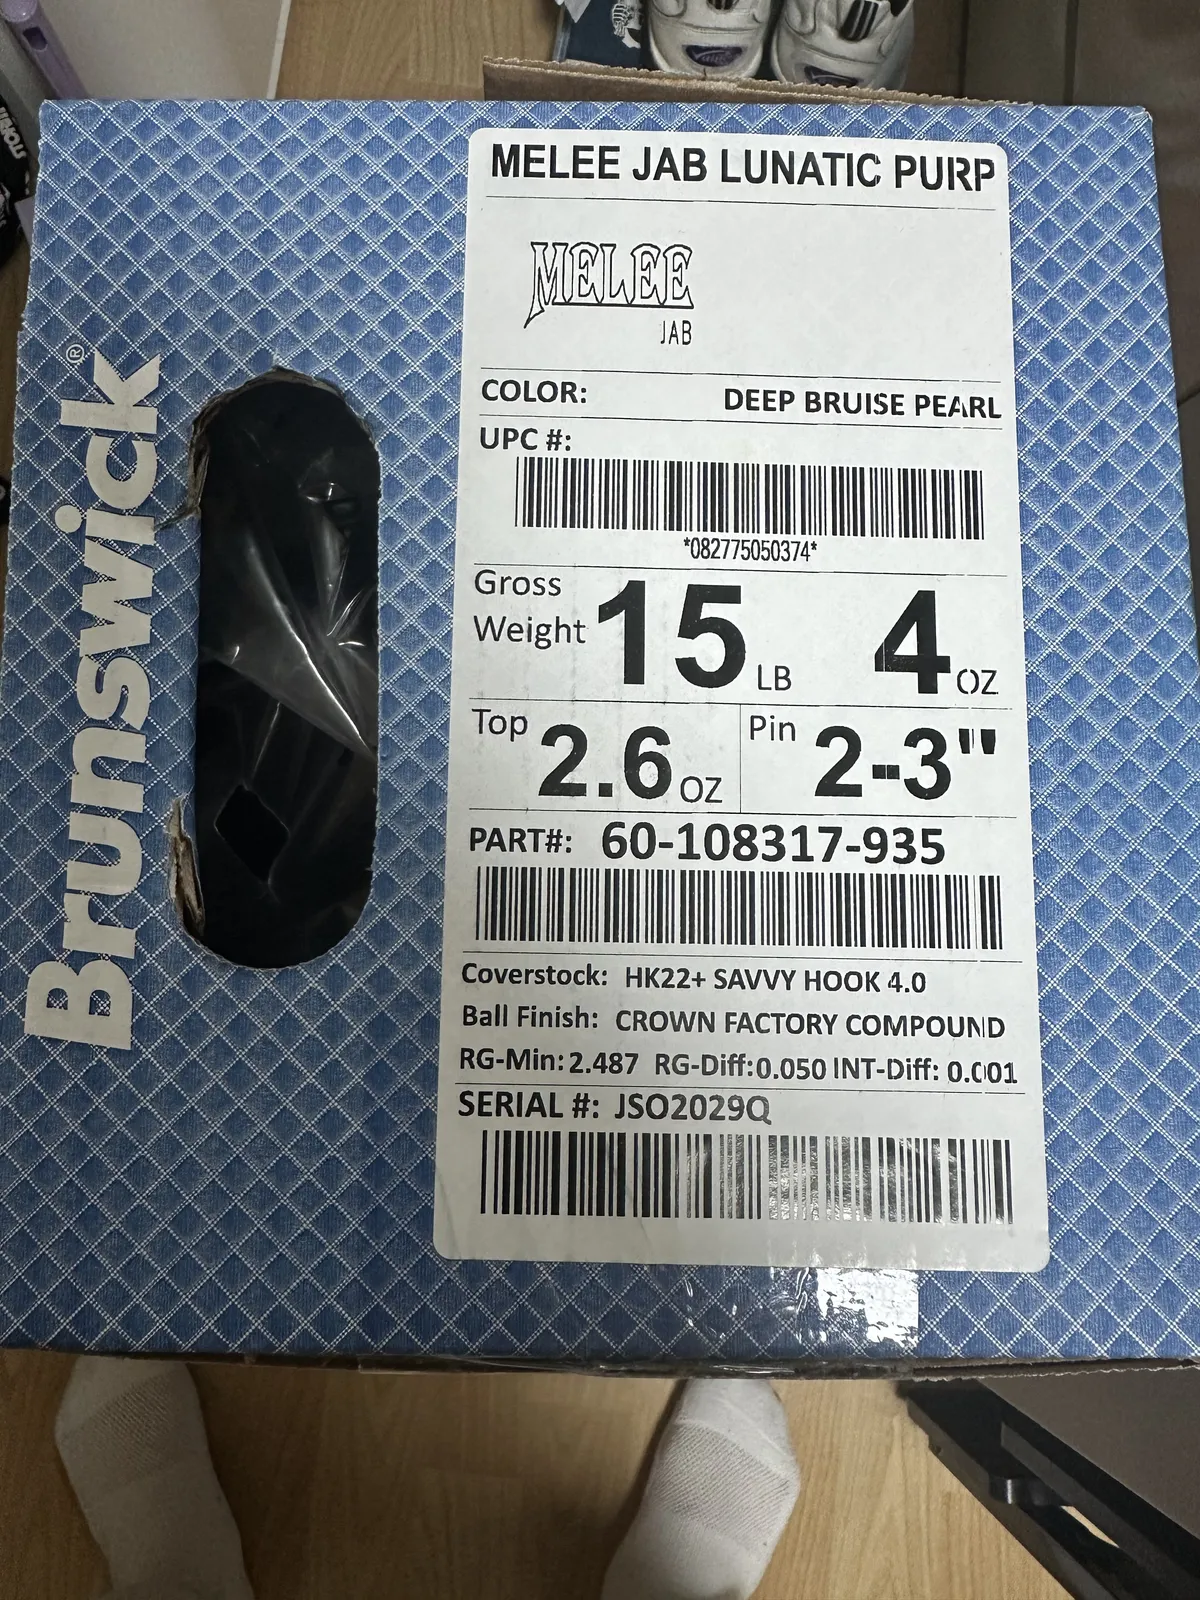 Brunswick®
MELEE JAB LUNATIC PURP
MELEE
JAB
COLOR: DEEP BRUISE PEARL
UPC #:
*082775050374*
Gross Weight 15 LB 4 OZ
Top 2.6 OZ Pin 2-3"
PART#: 60-108317-935
Coverstock: HK22+ SAVVY HOOK 4.0
Ball Finish: CROWN FACTORY COMPOUND
RG-Min: 2.487 RG-Diff: 0.050 INT-Diff: 0.001
SERIAL #: JSO2029Q